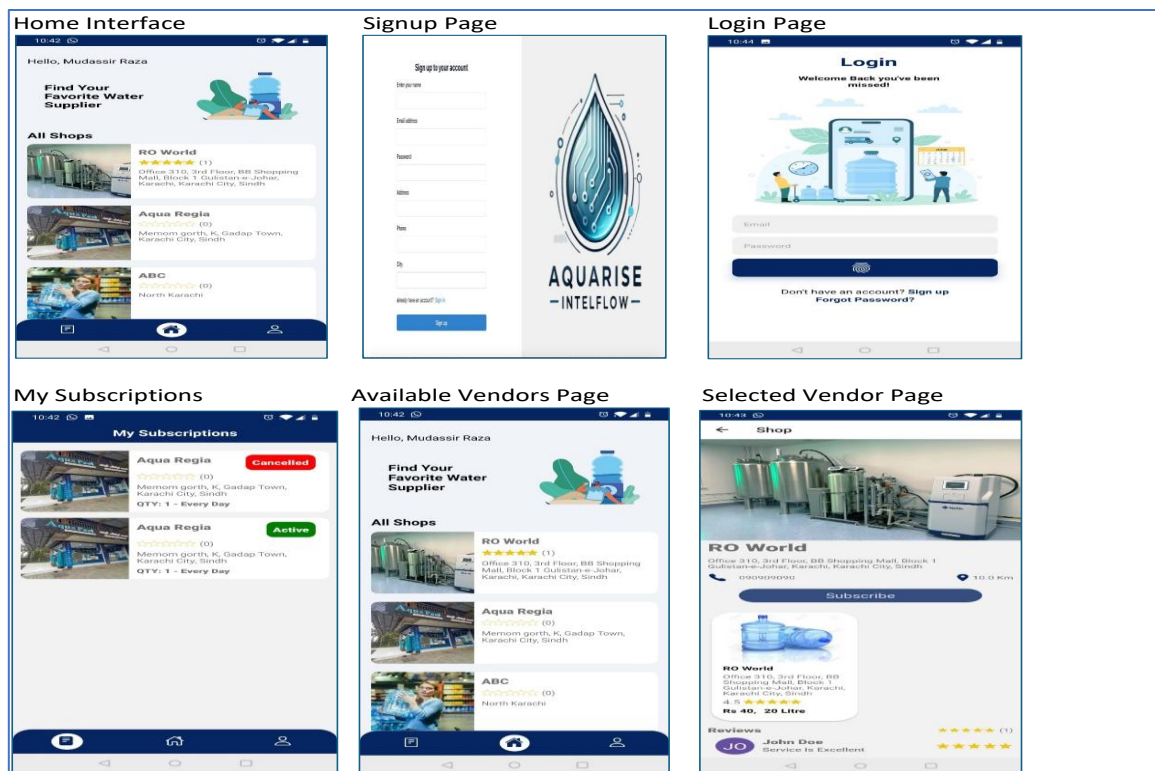 Home Interface
10:42
Hello, Mudassir Raza
Find Your
Favorite Water
Supplier
All Shops
RO World
(1)
Office 310, 3rd Floor, BB Shopping
Mall, Block 1 Gulistan-e-Johar,
Karachi, Karachi City, Sindh
Aqua Regia
(0)
Memom gorth, K, Gadap Town,
Karachi City, Sindh
ABC
(0)
North Karachi
Signup Page
Sign up to your account
Enter your name
Email address
Password
Address
Phone
City
already have an account? Sign in
Sign up
AQUARISE
INTELFLOW
Login Page
10:44
Login
Welcome Back you've been
missed!
Email
Password
Don't have an account? Sign up
Forgot Password?
My Subscriptions
10:42
My Subscriptions
Aqua Regia
Cancelled
(0)
Memom gorth, K, Gadap Town,
Karachi City, Sindh
QTY: 1 - Every Day
Aqua Regia
Active
(0)
Memom gorth, K, Gadap Town,
Karachi City, Sindh
QTY: 1 - Every Day
Available Vendors Page
10:42
Hello, Mudassir Raza
Find Your
Favorite Water
Supplier
All Shops
RO World
(1)
Office 310, 3rd Floor, BB Shopping
Mall, Block 1 Gulistan-e-Johar,
Karachi, Karachi City, Sindh
Aqua Regia
(0)
Memom gorth, K, Gadap Town,
Karachi City, Sindh
ABC
(0)
North Karachi
Selected Vendor Page
10:43
Shop
RO World
Office 310, 3rd Floor, BB Shopping Mall, Block 1
Gulistan-e-Johar, Karachi, Karachi City, Sindh
090909090
10.0 Km
Subscribe
RO World
Office 310, 3rd Floor, BB
Shopping Mall, Block 1
Gulistan-e-Johar, Karachi,
Karachi City, Sindh
4.5
Rs 40, 20 Litre
Reviews
(1)
JO
John Doe
Service Is Excellent